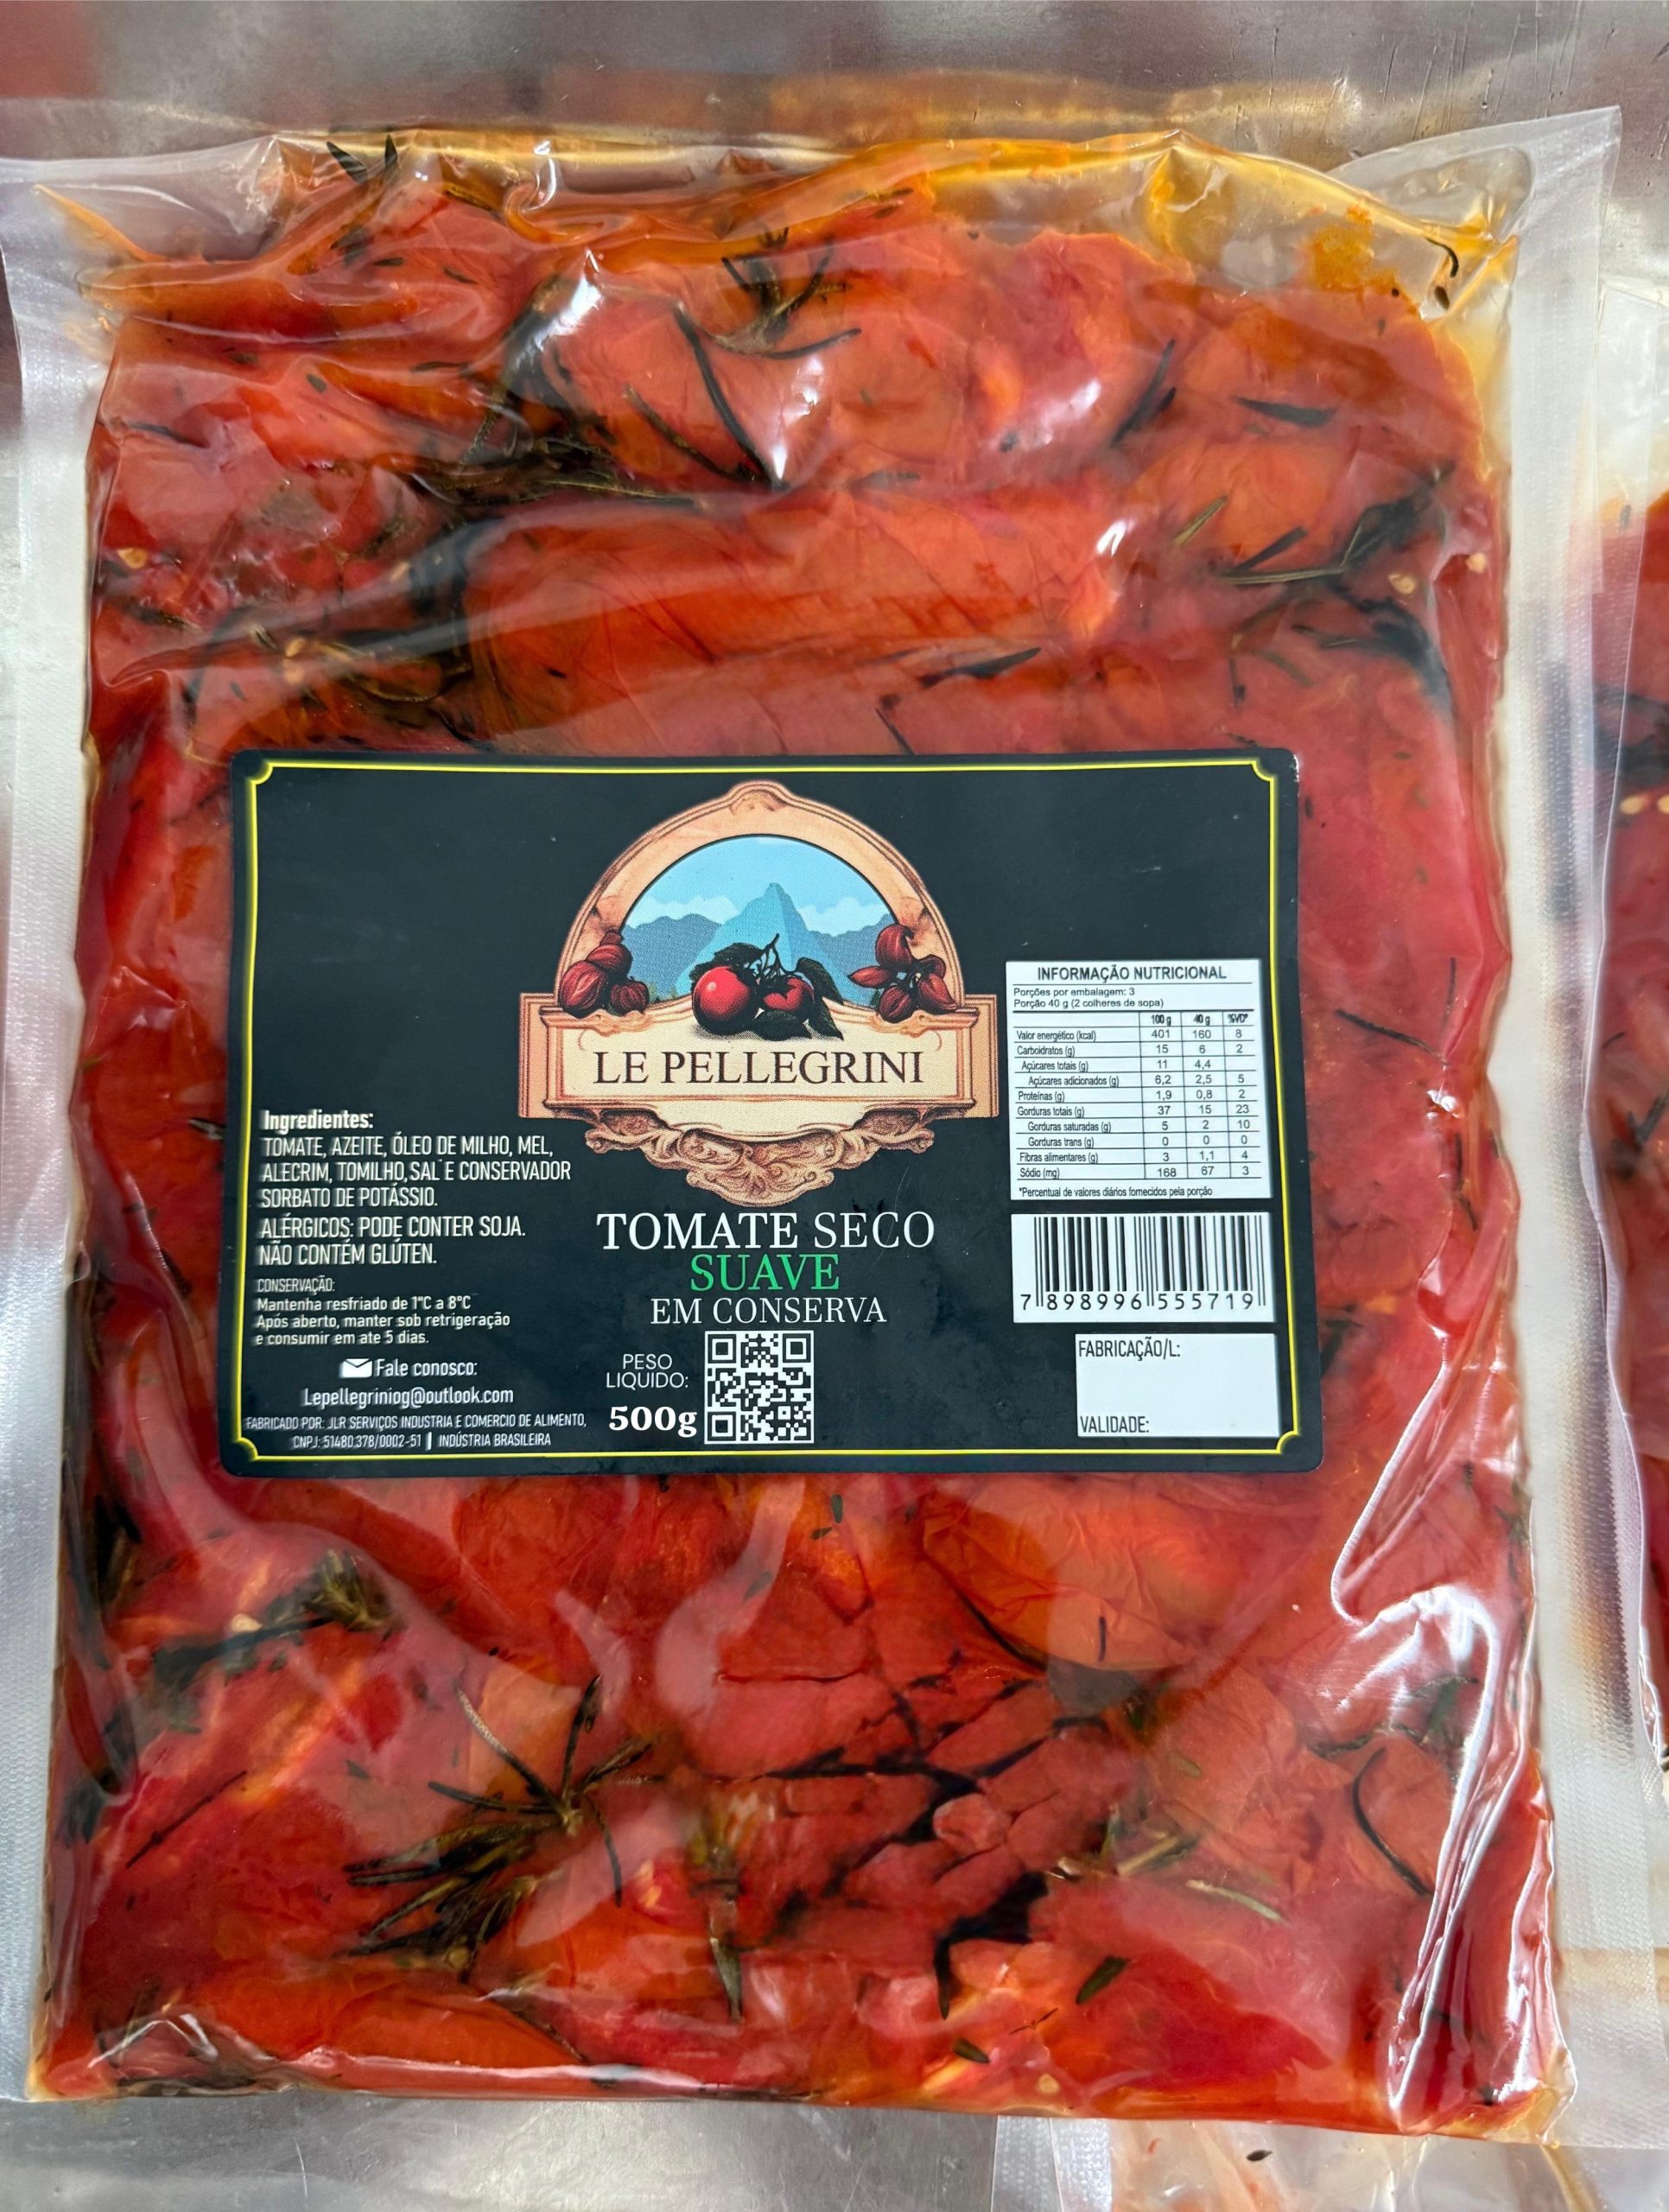 LE PELLEGRINI
TOMATE SECO
SUAVE
EM CONSERVA
PESO
LIQUIDO:
500g
Ingredientes:
TOMATE, AZEITE, ÓLEO DE MILHO, MEL,
ALECRIM, TOMILHO, SAL E CONSERVADOR
SORBATO DE POTÁSSIO.
ALÉRGICOS: PODE CONTER SOJA.
NÃO CONTÉM GLÚTEN.
CONSERVAÇÃO:
Mantenha resfriado de 1°C a 8°C
Após aberto, manter sob retrigeração
e consumir em ate 5 dias.
Fale conosco:
Lepellegriniog@outlook.com
FABRICADO POR: JLR SERVIÇOS INDUSTRIA E COMERCIO DE ALIMENTO,
CNPJ: 51480.378/0002-51 | INDÚSTRIA BRASILEIRA
INFORMAÇÃO NUTRICIONAL
Porções por embalagem: 3
Porção 40 g (2 colheres de sopa)
100 g 40 g %VD*
Valor energético (kcal) 401 160 8
Carboidratos (g) 15 6 2
Açúcares totais (g) 11 4,4
Açúcares adicionados (g) 6,2 2,5 5
Proteínas (g) 1,9 0,8 2
Gorduras totais (g) 37 15 23
Gorduras saturadas (g) 5 2 10
Gorduras trans (g) 0 0 0
Fibras alimentares (g) 3 1,1 4
Sódio (mg) 168 67 3
*Percentual de valores diários fornecidos pela porção
7 898996 555719
FABRICAÇÃO/L:
VALIDADE: